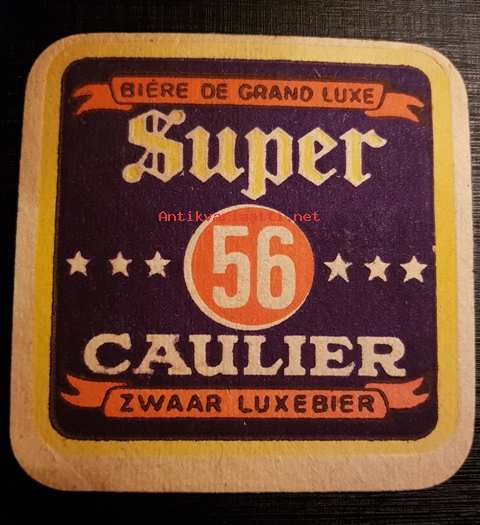 BIÈRE DE GRAND LUXE
Super
Antikvariaatti.net
56
CAULIER
ZWAAR LUXEBIER